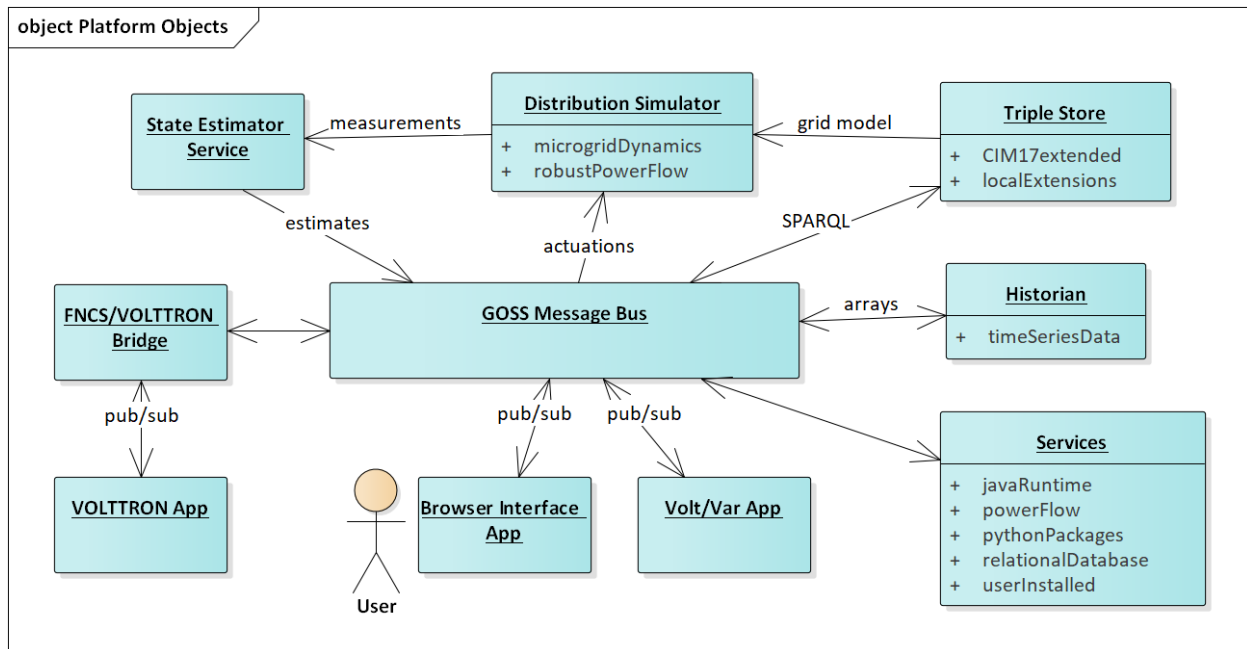 object Platform Objects
State Estimator
Service
measurements
Distribution Simulator
+ microgridDynamics
+ robustPowerFlow
grid model
Triple Store
+ CIM17extended
+ localExtensions
estimates
actuations
SPARQL
FNCS/VOLTTRON
Bridge
GOSS Message Bus
arrays
Historian
+ timeSeriesData
pub/sub
pub/sub
pub/sub
VOLTTRON App
User
Browser Interface
App
Volt/Var App
Services
+ javaRuntime
+ powerFlow
+ pythonPackages
+ relationalDatabase
+ userInstalled